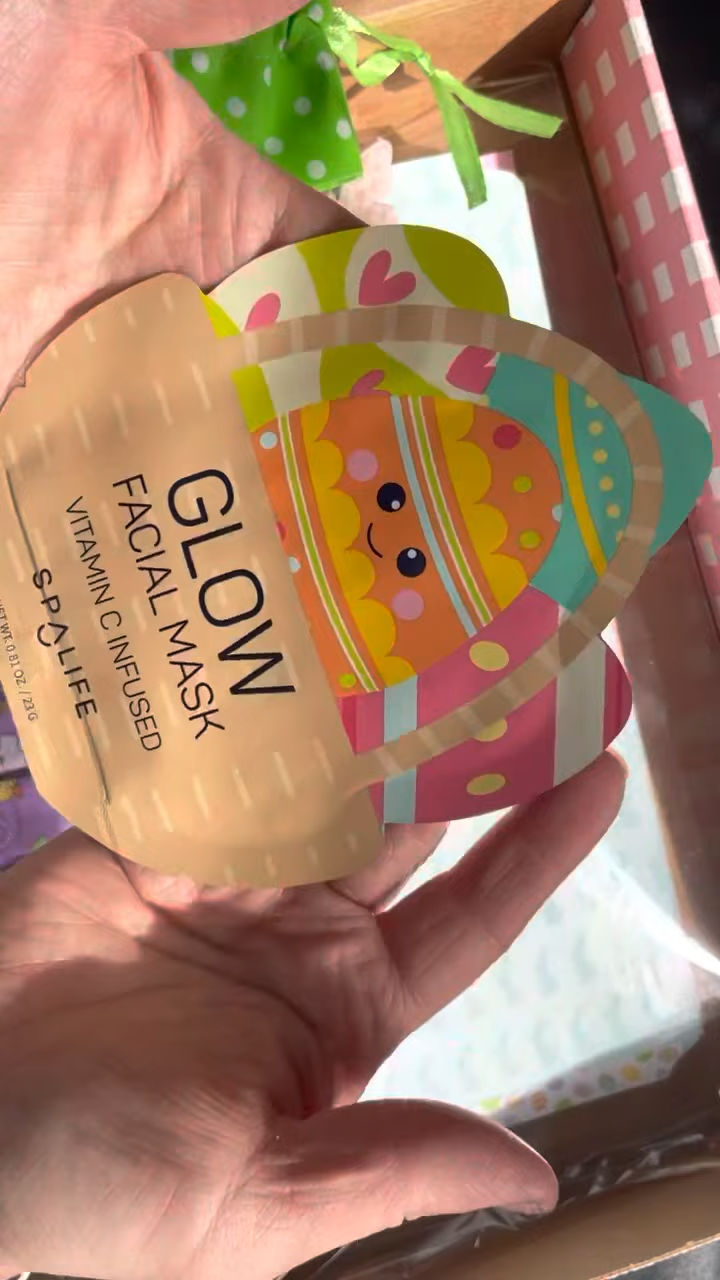 GLOW
FACIAL MASK
VITAMIN C INFUSED
SPALIFE
NET WT. 0.81 OZ. / 23G